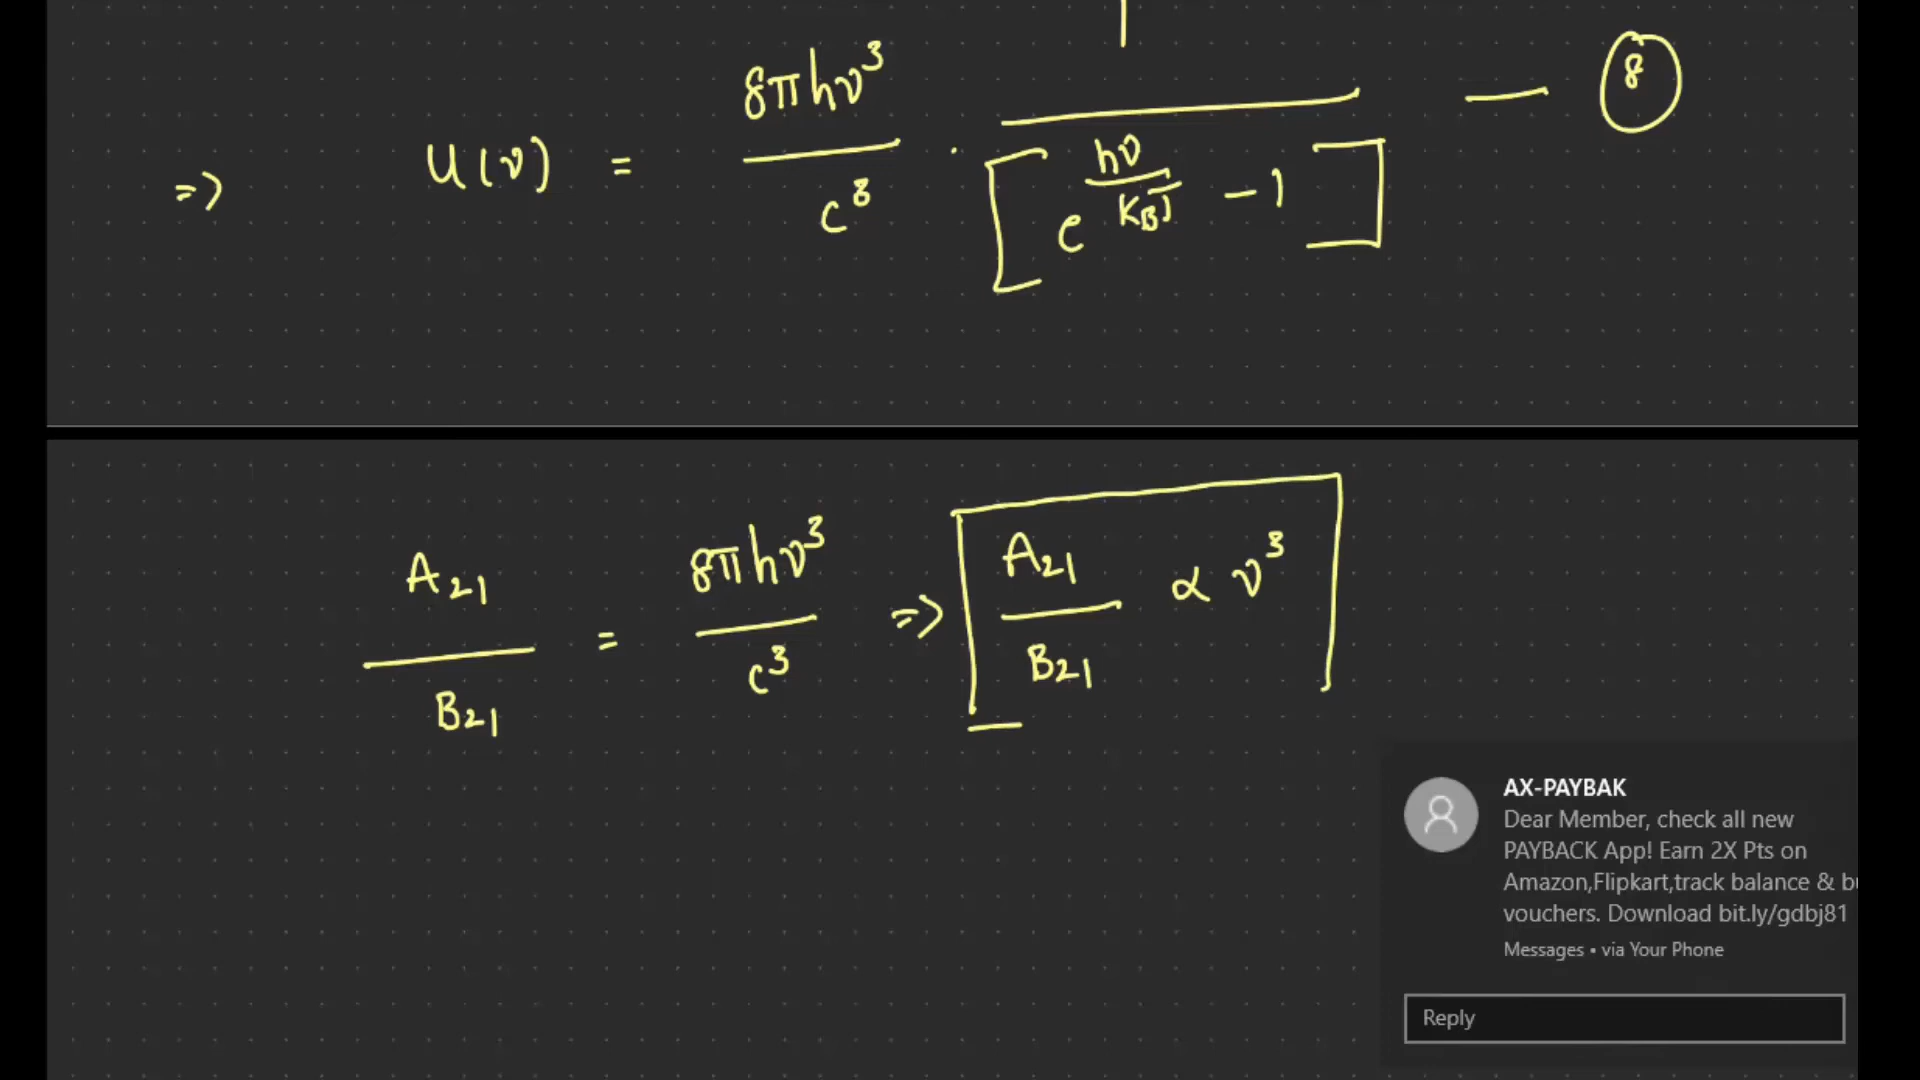 => U(ν) = 8πhν³ / c³ · 1 / [e^(hν / K_B T) − 1] — ⑧
A₂₁ / B₂₁ = 8πhν³ / c³ => A₂₁ / B₂₁ ∝ ν³
AX-PAYBAK
Dear Member, check all new
PAYBACK App! Earn 2X Pts on
Amazon,Flipkart,track balance &
vouchers. Download bit.ly/gdbj81
Messages • via Your Phone
Reply